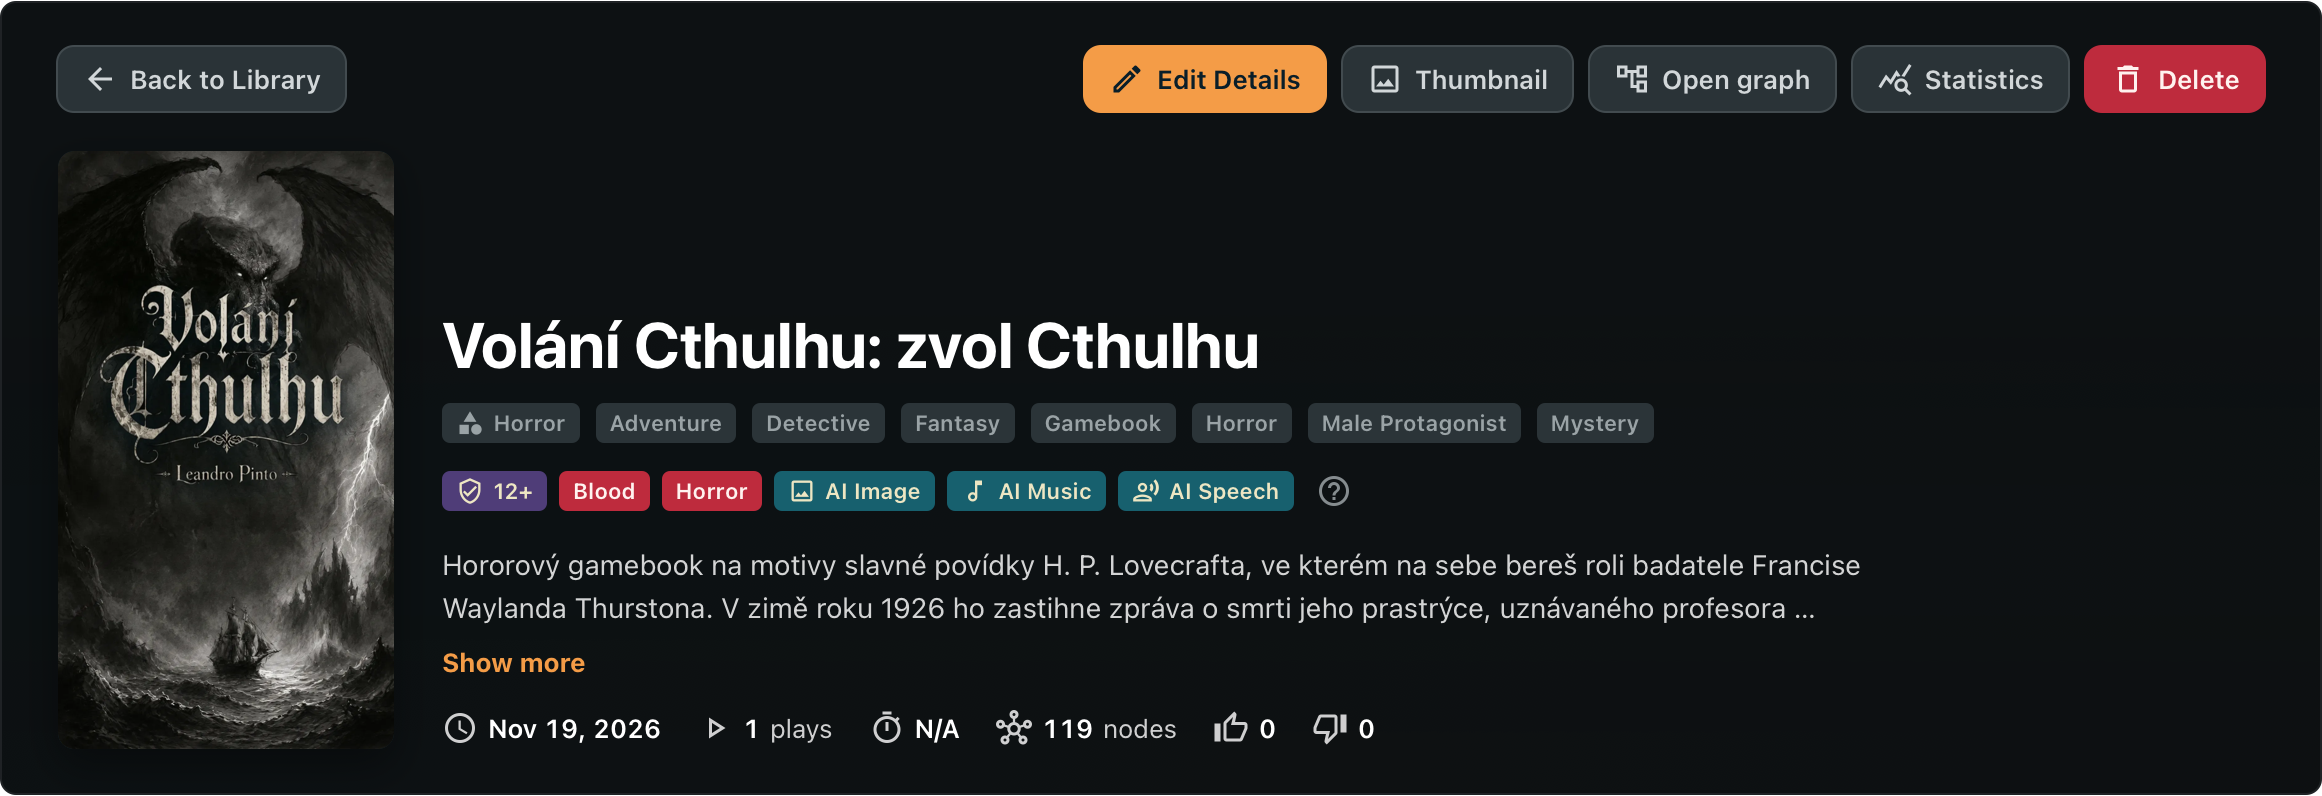 Back to Library
Edit Details
Thumbnail
Open graph
Statistics
Delete
Volání
Cthulhu
Leandro Pinto
Volání Cthulhu: zvol Cthulhu
Horror Adventure Detective Fantasy Gamebook Horror Male Protagonist Mystery
12+ Blood Horror AI Image AI Music AI Speech
Hororový gamebook na motivy slavné povídky H. P. Lovecrafta, ve kterém na sebe bereš roli badatele Francise
Waylanda Thurstona. V zimě roku 1926 ho zastihne zpráva o smrti jeho prastrýce, uznávaného profesora ...
Show more
Nov 19, 2026 1 plays N/A 119 nodes 0 0